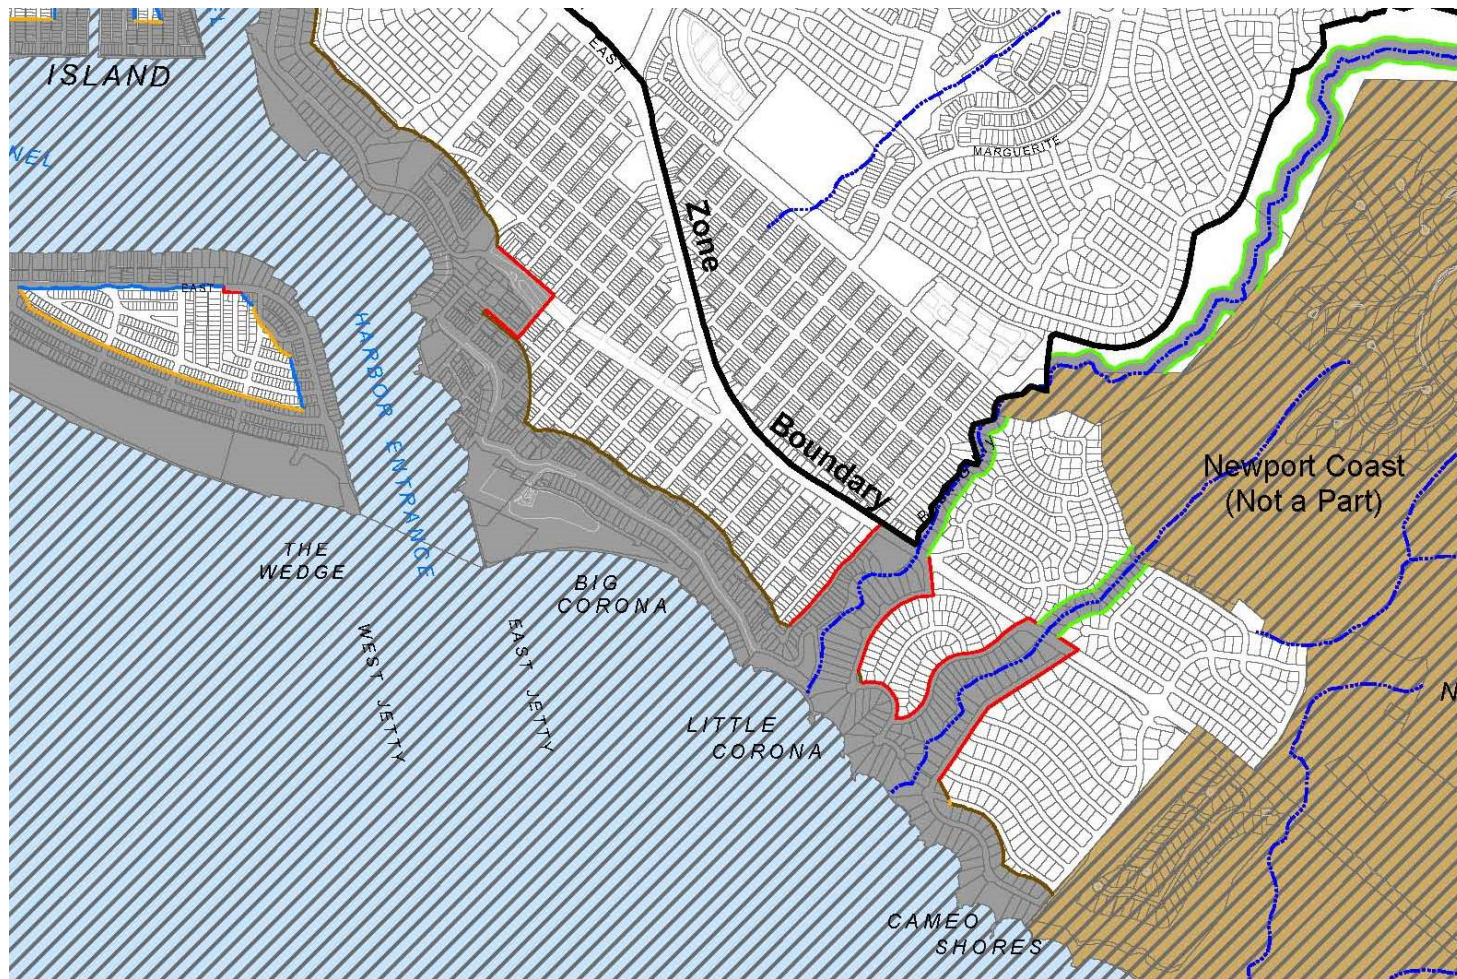 EAST
ISLAND
NEL
MARGUERITE
Zone
EAST
HARBOR ENTRANCE
Boundary
Newport Coast
(Not a Part)
THE
WEDGE
BIG
CORONA
WEST JETTY
EAST JETTY
LITTLE
CORONA
N
CAMEO
SHORES